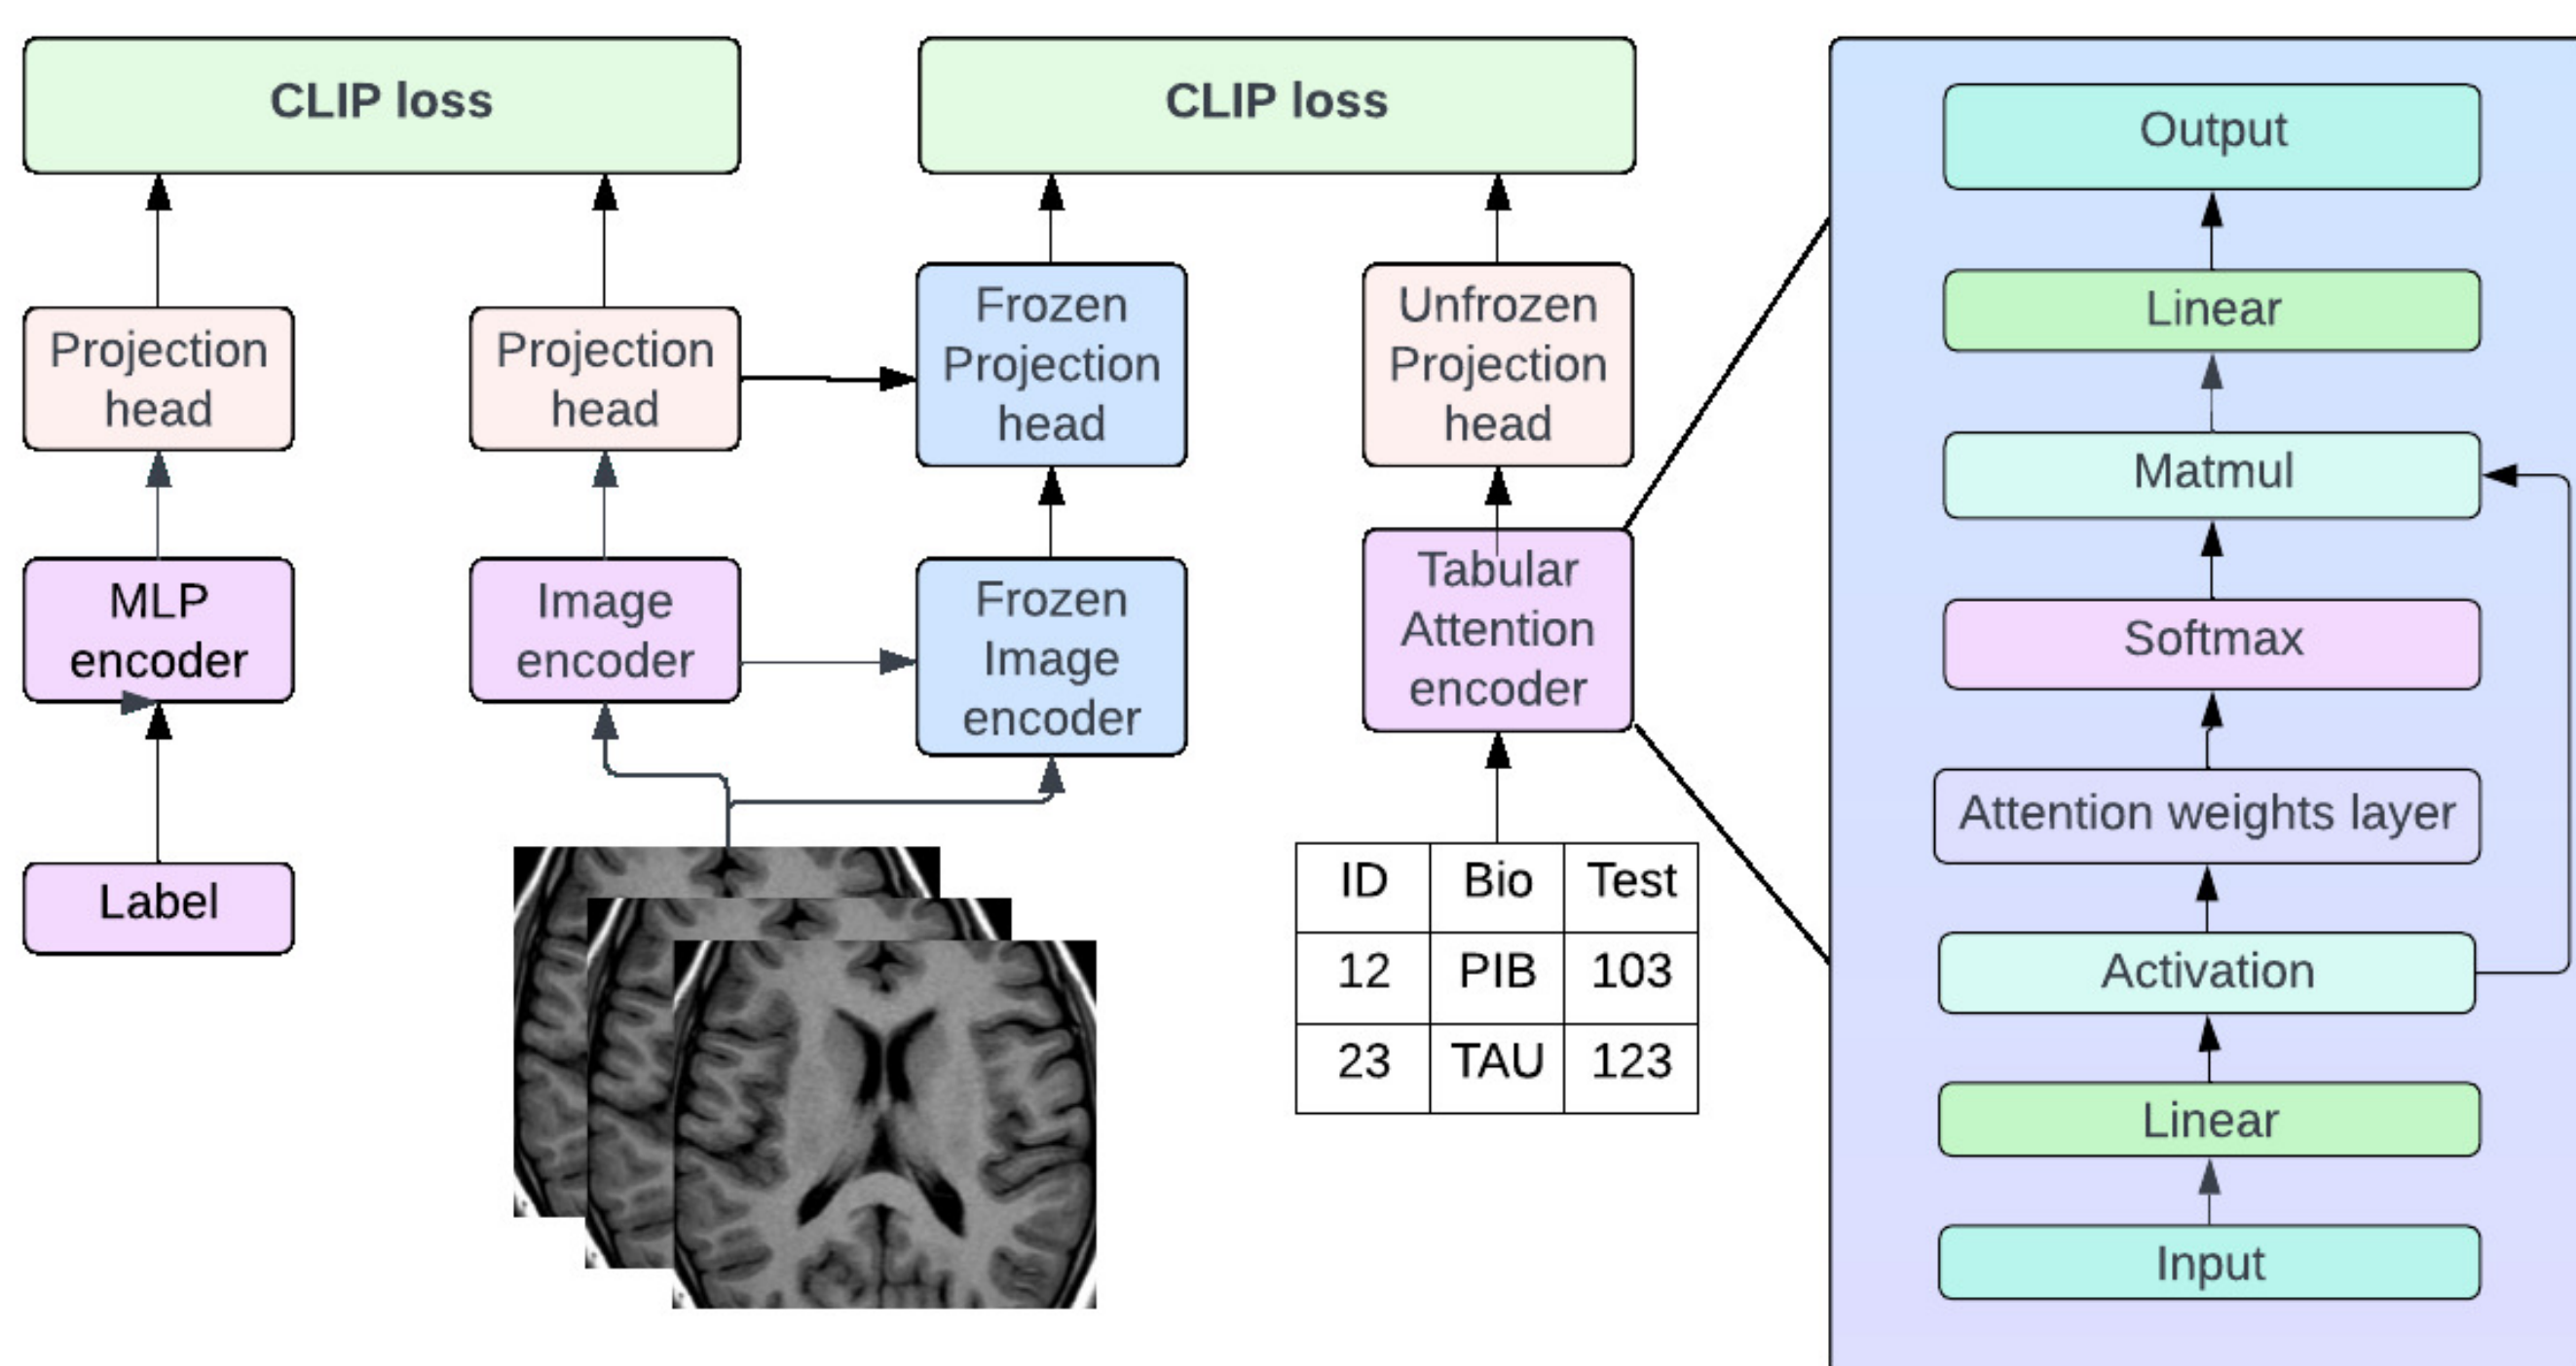 CLIP loss
CLIP loss
Projection
head
Projection
head
Frozen
Projection
head
Unfrozen
Projection
head
MLP
encoder
Image
encoder
Frozen
Image
encoder
Tabular
Attention
encoder
Label
ID Bio Test
12 PIB 103
23 TAU 123
Output
Linear
Matmul
Softmax
Attention weights layer
Activation
Linear
Input